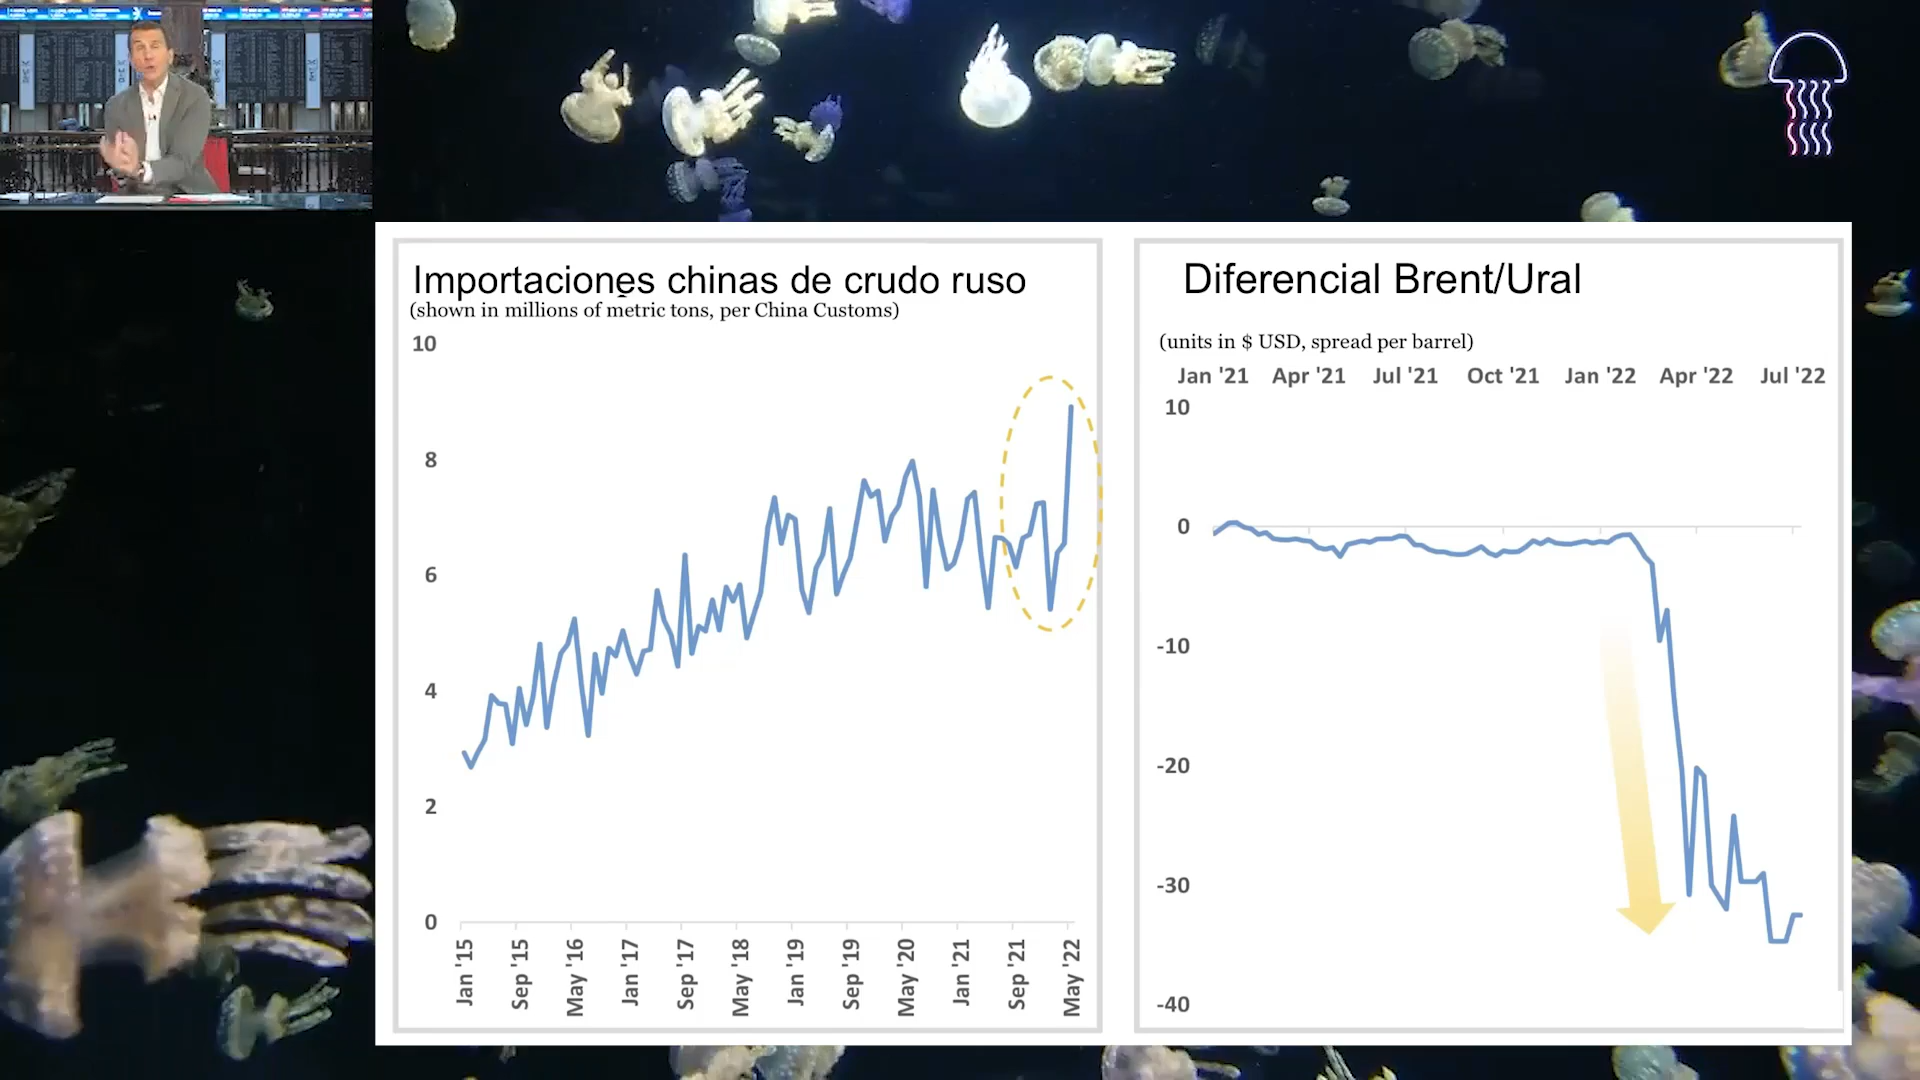 Importaciones chinas de crudo ruso
(shown in millions of metric tons, per China Customs)
10
8
6
4
2
0
Jan '15
Sep '15
May '16
Jan '17
Sep '17
May '18
Jan '19
Sep '19
May '20
Jan '21
Sep '21
May '22
Diferencial Brent/Ural
(units in $ USD, spread per barrel)
Jan '21 Apr '21 Jul '21 Oct '21 Jan '22 Apr '22 Jul '22
10
0
-10
-20
-30
-40